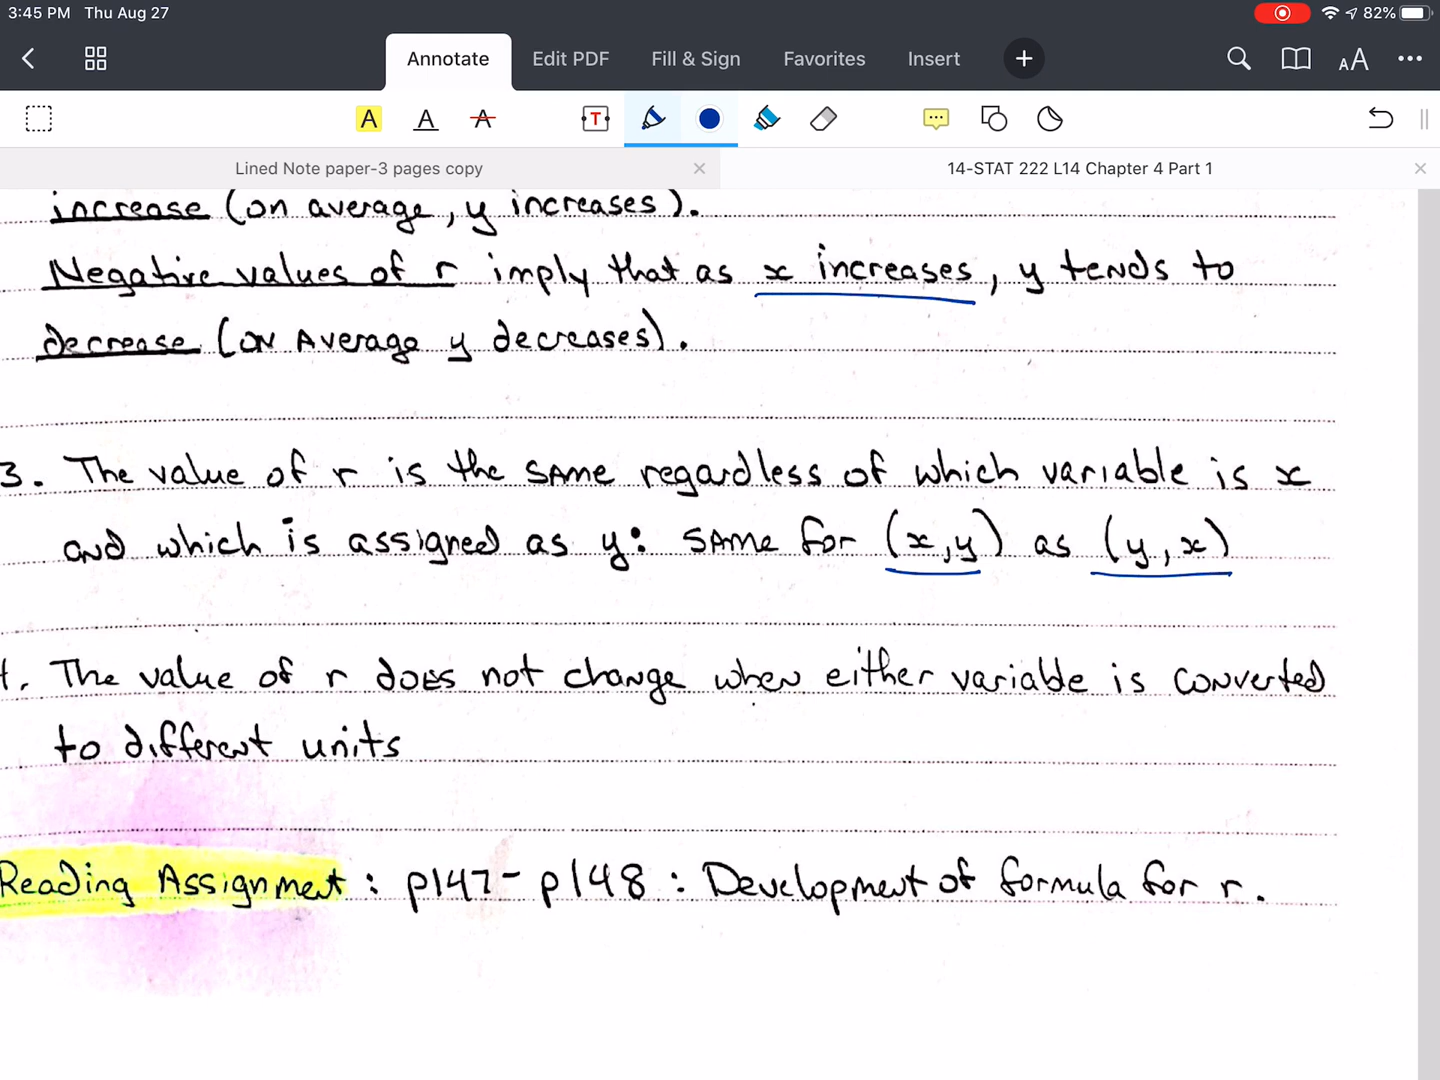 3:45 PM Thu Aug 27
82%
Annotate Edit PDF Fill & Sign Favorites Insert
AA
A A A T
Lined Note paper-3 pages copy
14-STAT 222 L14 Chapter 4 Part 1
increase (on average, y increases).
Negative values of r imply that as x increases, y tends to
decrease (on Average y decreases).
3. The value of r is the same regardless of which variable is x
and which is assigned as y: same for (x,y) as (y,x)
4. The value of r does not change when either variable is converted
to different units
Reading Assignment: p147- p148: Development of formula for r.